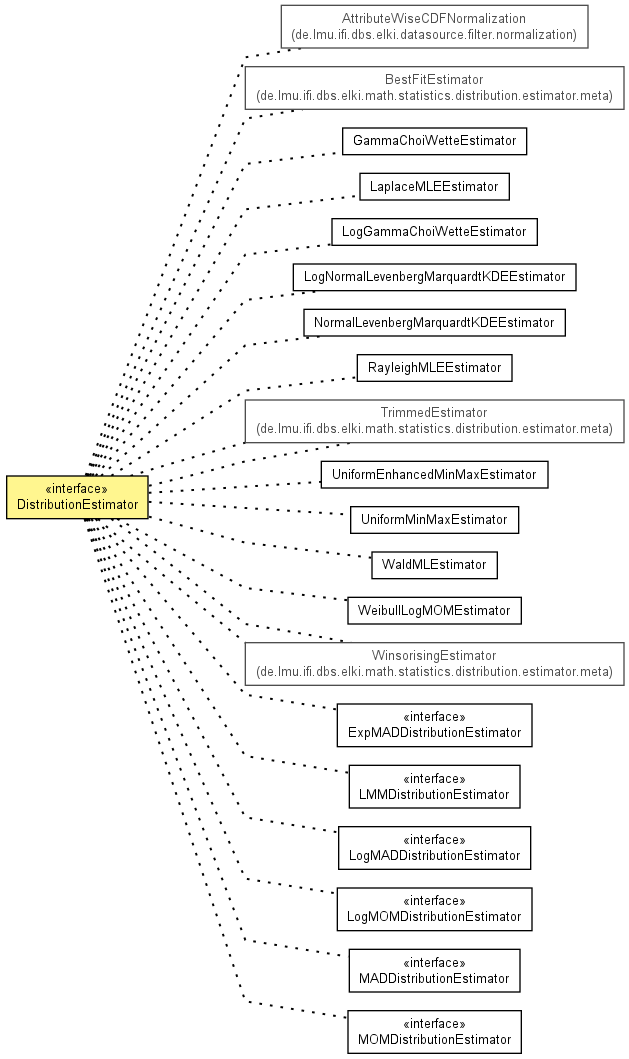 AttributeWiseCDFNormalization
(de.lmu.ifi.dbs.elki.datasource.filter.normalization)
BestFitEstimator
(de.lmu.ifi.dbs.elki.math.statistics.distribution.estimator.meta)
GammaChoiWetteEstimator
LaplaceMLEEstimator
LogGammaChoiWetteEstimator
LogNormalLevenbergMarquardtKDEEstimator
NormalLevenbergMarquardtKDEEstimator
RayleighMLEEstimator
TrimmedEstimator
(de.lmu.ifi.dbs.elki.math.statistics.distribution.estimator.meta)
«interface»
DistributionEstimator
UniformEnhancedMinMaxEstimator
UniformMinMaxEstimator
WaldMLEstimator
WeibullLogMOMEstimator
WinsorisingEstimator
(de.lmu.ifi.dbs.elki.math.statistics.distribution.estimator.meta)
«interface»
ExpMADDistributionEstimator
«interface»
LMMDistributionEstimator
«interface»
LogMADDistributionEstimator
«interface»
LogMOMDistributionEstimator
«interface»
MADDistributionEstimator
«interface»
MOMDistributionEstimator